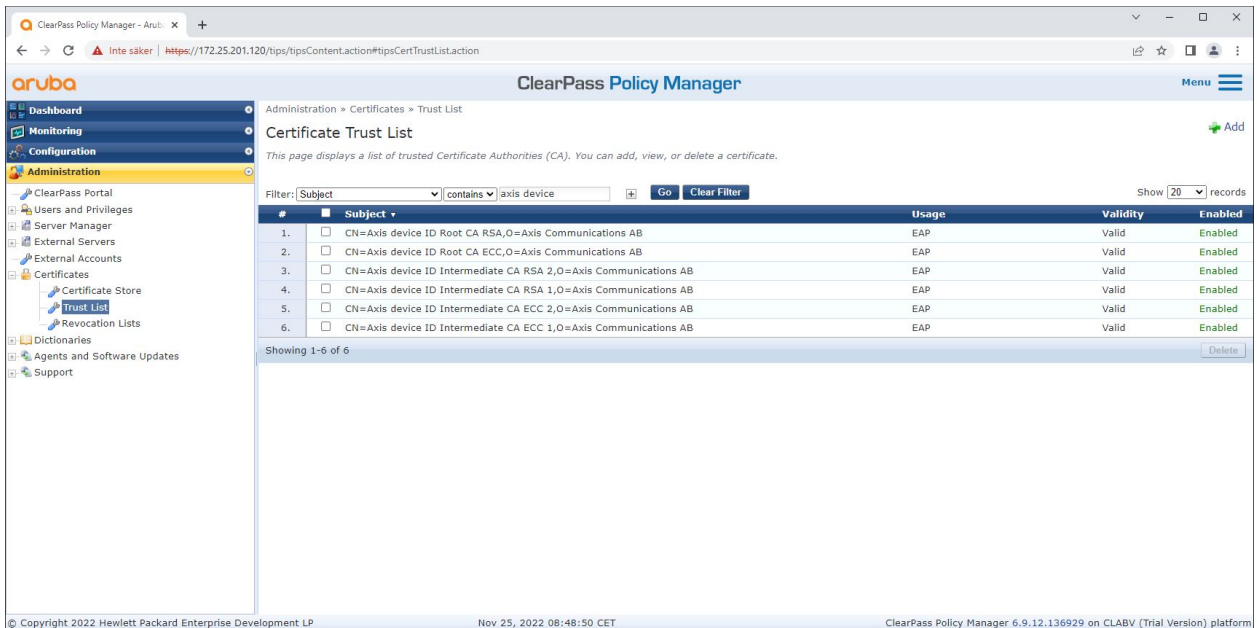 ClearPass Policy Manager - Arub
Inte säker | https://172.25.201.120/tips/tipsContent.action#tipsCertTrustList.action
aruba
ClearPass Policy Manager
Menu
Dashboard
Monitoring
Configuration
Administration
ClearPass Portal
Users and Privileges
Server Manager
External Servers
External Accounts
Certificates
Certificate Store
Trust List
Revocation Lists
Dictionaries
Agents and Software Updates
Support
Administration » Certificates » Trust List
Certificate Trust List
Add
This page displays a list of trusted Certificate Authorities (CA). You can add, view, or delete a certificate.
Filter: Subject contains axis device Go Clear Filter Show 20 records
# Subject Usage Validity Enabled
1. CN=Axis device ID Root CA RSA,O=Axis Communications AB EAP Valid Enabled
2. CN=Axis device ID Root CA ECC,O=Axis Communications AB EAP Valid Enabled
3. CN=Axis device ID Intermediate CA RSA 2,O=Axis Communications AB EAP Valid Enabled
4. CN=Axis device ID Intermediate CA RSA 1,O=Axis Communications AB EAP Valid Enabled
5. CN=Axis device ID Intermediate CA ECC 2,O=Axis Communications AB EAP Valid Enabled
6. CN=Axis device ID Intermediate CA ECC 1,O=Axis Communications AB EAP Valid Enabled
Showing 1-6 of 6 Delete
© Copyright 2022 Hewlett Packard Enterprise Development LP Nov 25, 2022 08:48:50 CET ClearPass Policy Manager 6.9.12.136929 on CLABV (Trial Version) platform